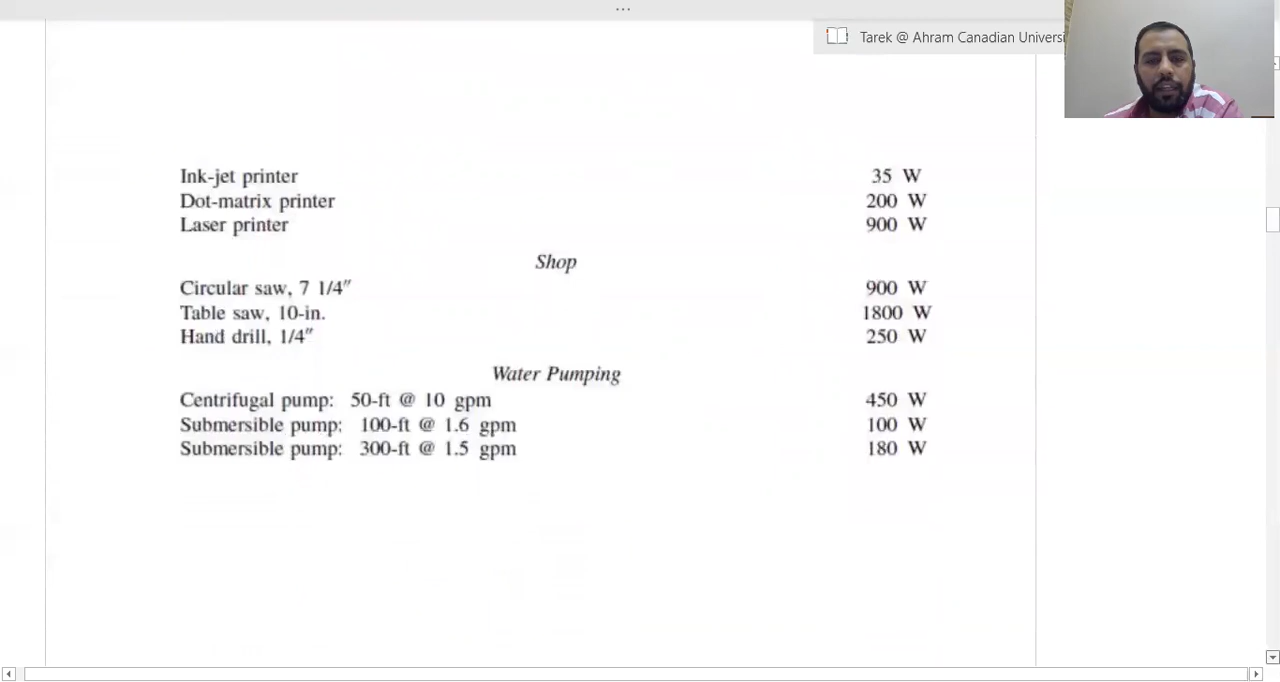 ...
Tarek @ Ahram Canadian Universi
Ink-jet printer 35 W
Dot-matrix printer 200 W
Laser printer 900 W
Shop
Circular saw, 7 1/4″ 900 W
Table saw, 10-in. 1800 W
Hand drill, 1/4″ 250 W
Water Pumping
Centrifugal pump: 50-ft @ 10 gpm 450 W
Submersible pump: 100-ft @ 1.6 gpm 100 W
Submersible pump: 300-ft @ 1.5 gpm 180 W